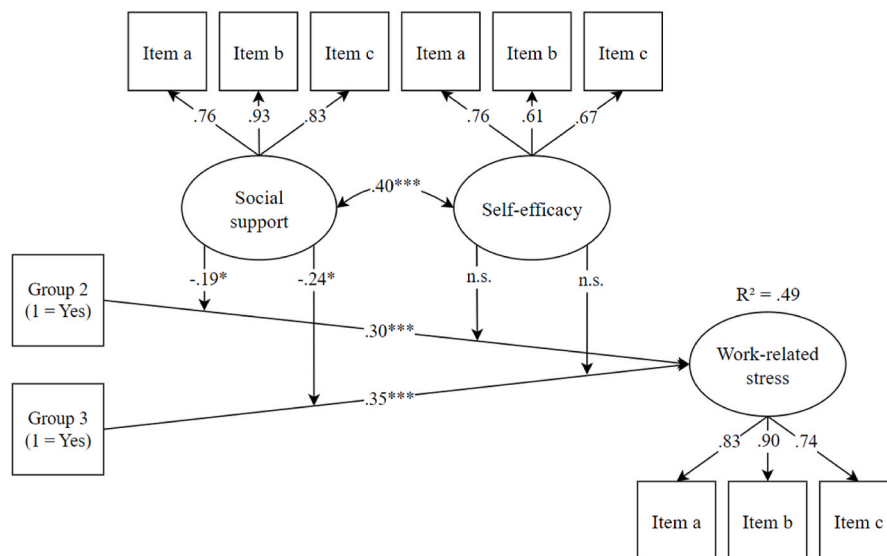 Item a
Item b
Item c
Item a
Item b
Item c
.76
.93
.83
.76
.61
.67
Social
support
.40***
Self-efficacy
-.19*
-.24*
n.s.
n.s.
Group 2
(1 = Yes)
.30***
R² = .49
Work-related
stress
Group 3
(1 = Yes)
.35***
.83
.90
.74
Item a
Item b
Item c